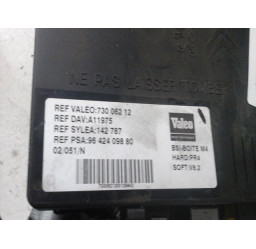 NE PAS LAISSER TOMBER
REF VALEO:730 062 12
REF DAV:A11975
REF SYLEA:142 787
REF PSA:96 424 098 80
02/051/N
Valeo
BSI-BOITE M4
HARD:PR4
SOFT:V6.2